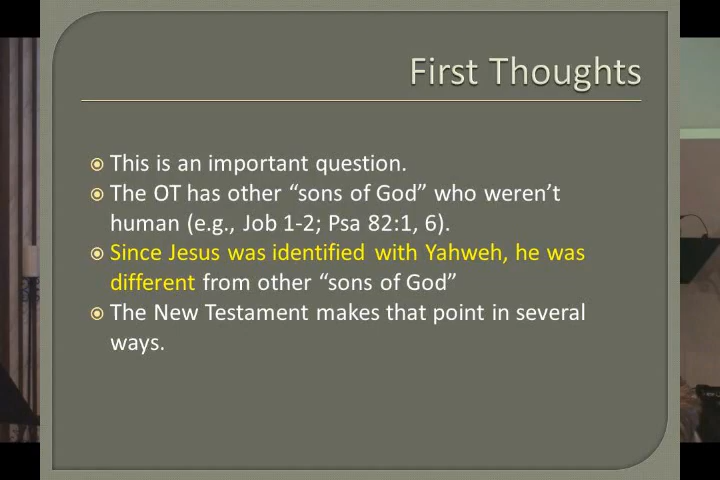 First Thoughts
This is an important question.
The OT has other “sons of God” who weren’t
human (e.g., Job 1-2; Psa 82:1, 6).
Since Jesus was identified with Yahweh, he was
different from other “sons of God”
The New Testament makes that point in several
ways.